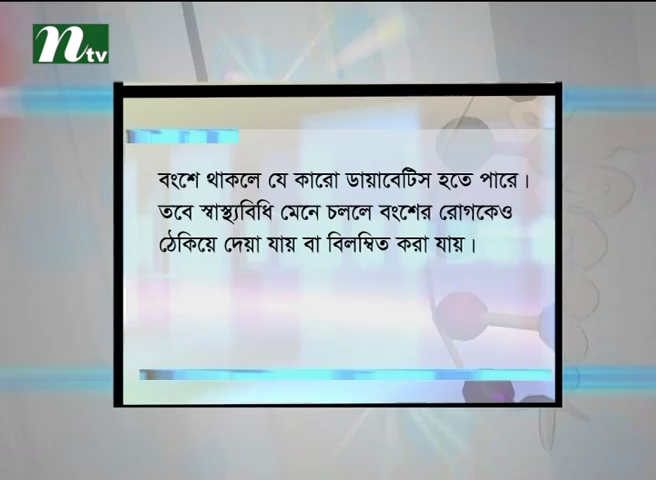 ntv
বংশে থাকলে যে কারো ডায়াবেটিস হতে পারে।
তবে স্বাস্থ্যবিধি মেনে চললে বংশের রোগকেও
ঠেকিয়ে দেয়া যায় বা বিলম্বিত করা যায়।